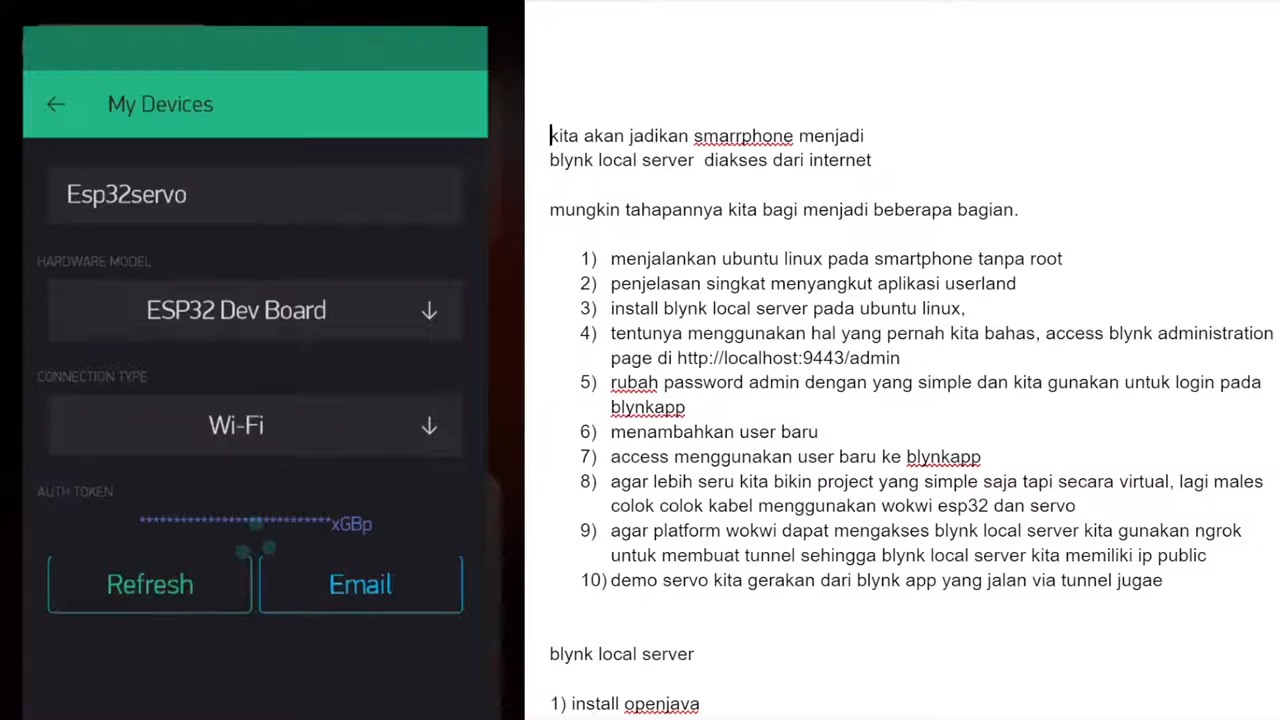 My Devices
Esp32servo
HARDWARE MODEL
ESP32 Dev Board
CONNECTION TYPE
Wi-Fi
AUTH TOKEN
******************************xGBp
Refresh
Email
kita akan jadikan smarrphone menjadi
blynk local server diakses dari internet
mungkin tahapannya kita bagi menjadi beberapa bagian.
1) menjalankan ubuntu linux pada smartphone tanpa root
2) penjelasan singkat menyangkut aplikasi userland
3) install blynk local server pada ubuntu linux,
4) tentunya menggunakan hal yang pernah kita bahas, access blynk administration
page di http://localhost:9443/admin
5) rubah password admin dengan yang simple dan kita gunakan untuk login pada
blynkapp
6) menambahkan user baru
7) access menggunakan user baru ke blynkapp
8) agar lebih seru kita bikin project yang simple saja tapi secara virtual, lagi males
colok colok kabel menggunakan wokwi esp32 dan servo
9) agar platform wokwi dapat mengakses blynk local server kita gunakan ngrok
untuk membuat tunnel sehingga blynk local server kita memiliki ip public
10) demo servo kita gerakan dari blynk app yang jalan via tunnel jugae
blynk local server
1) install openjava